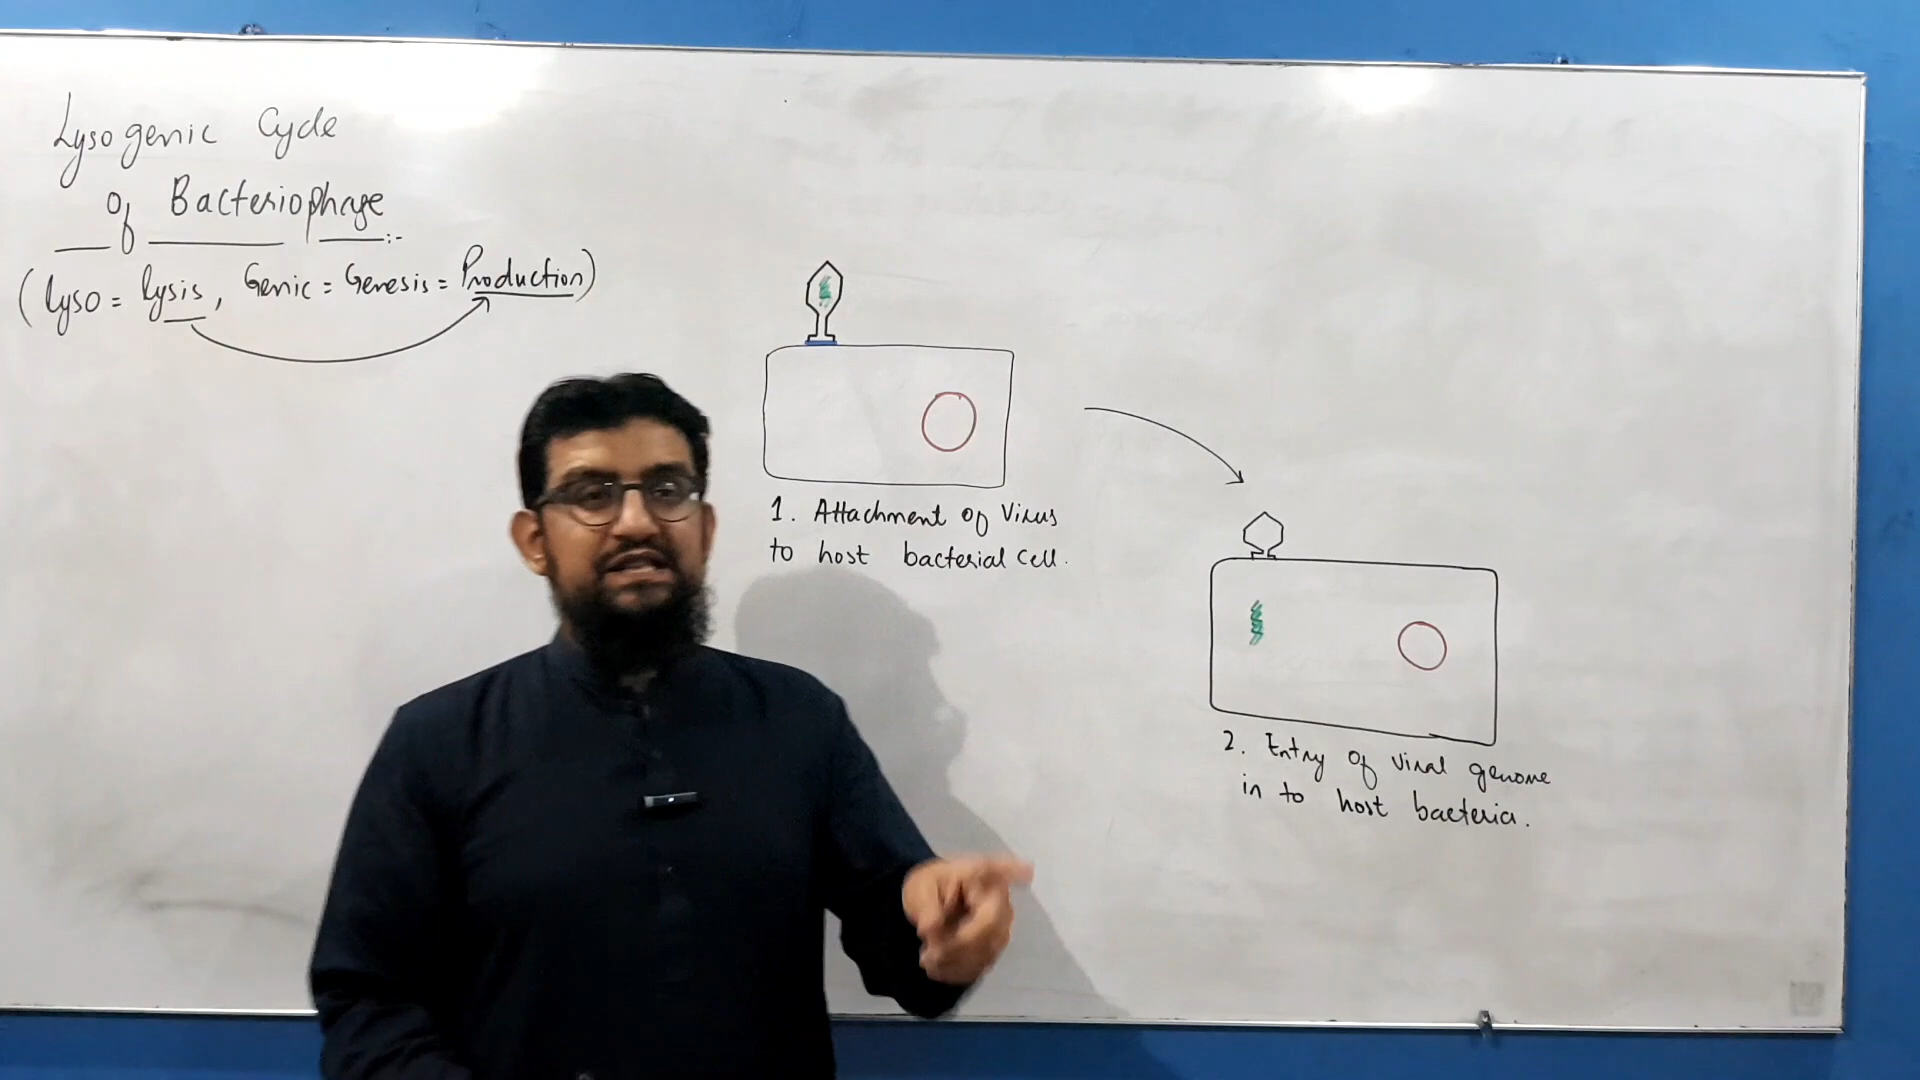 Lysogenic Cycle
of Bacteriophage :-
(Lyso = lysis, Genic = Genesis = Production)
1. Attachment of Virus
to host bacterial cell.
2. Entry of viral genome
in to host bacteria.